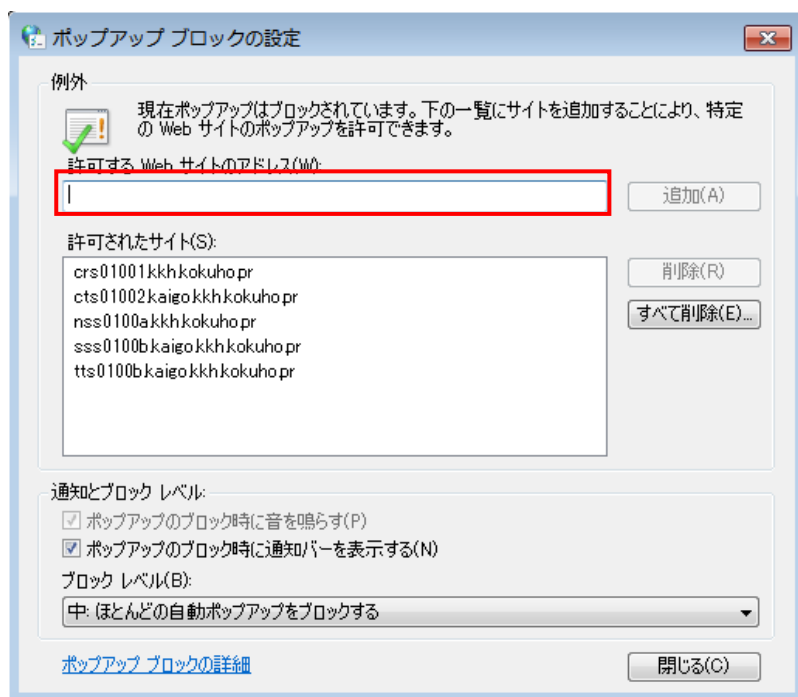 ポップアップ ブロックの設定
例外
現在ポップアップはブロックされています。下の一覧にサイトを追加することにより、特定
の Web サイトのポップアップを許可できます。
許可する Web サイトのアドレス(W):
追加(A)
許可されたサイト(S):
crs01001.kkh.kokuho.pr
削除(R)
cts01002.kaigo.kkh.kokuho.pr
nss0100a.kkh.kokuho.pr
すべて削除(E)...
sss0100b.kaigo.kkh.kokuho.pr
tts0100b.kaigo.kkh.kokuho.pr
通知とブロック レベル:
ポップアップのブロック時に音を鳴らす(P)
ポップアップのブロック時に通知バーを表示する(N)
ブロック レベル(B):
中: ほとんどの自動ポップアップをブロックする
ポップアップ ブロックの詳細
閉じる(C)